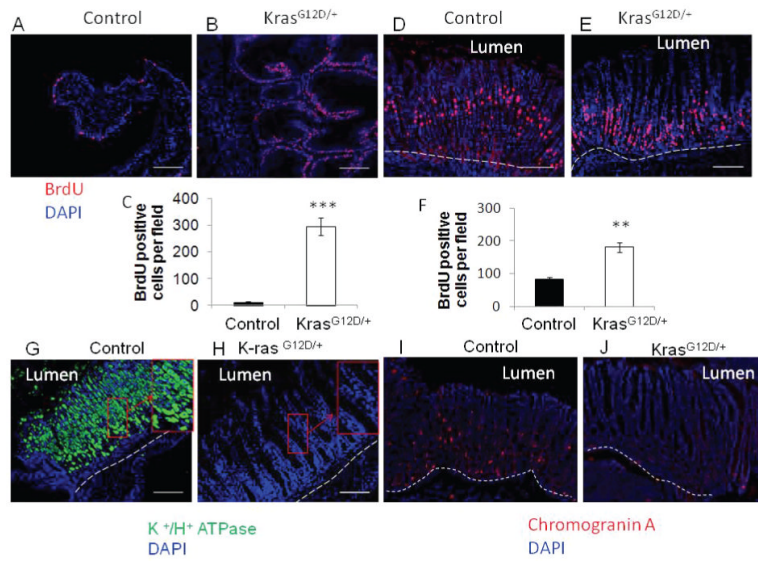 Control
Kras G12D/+
Control
Kras G12D/+
A
B
D
Lumen
E
Lumen
BrdU
DAPI
C
BrdU positive
cells per field
400
300
200
100
0
***
Control
Kras G12D/+
F
BrdU positive
cells per field
200
100
0
**
Control
Kras G12D/+
G
Control
H
K-ras G12D/+
I
Control
J
Kras G12D/+
Lumen
Lumen
Lumen
Lumen
K +/H+ ATPase
DAPI
Chromogranin A
DAPI